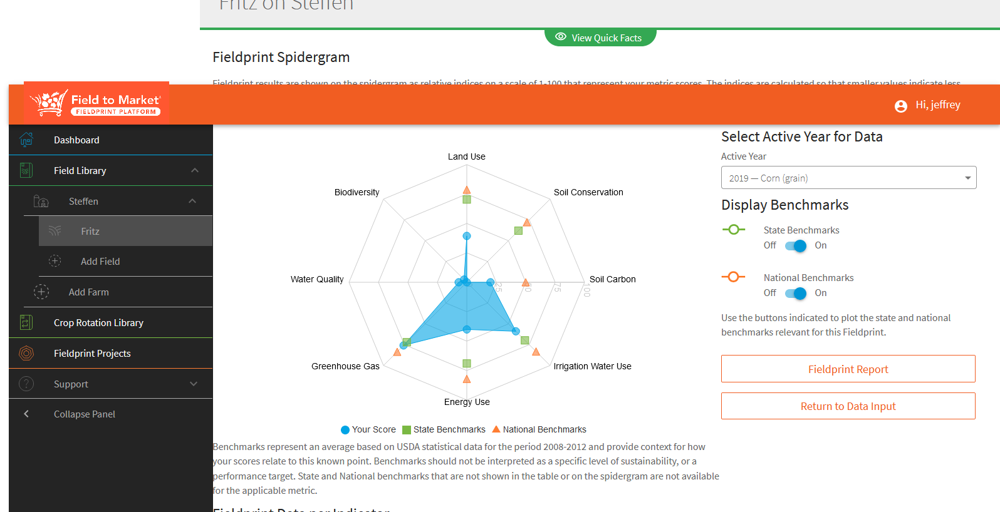 Fritz on Steffen
View Quick Facts
Fieldprint Spidergram
Fieldprint results are shown on the spidergram as relative indices on a scale of 1-100 that represent your metric scores. The indices are calculated so that smaller values indicate less
Field to Market
FIELDPRINT PLATFORM
Hi, jeffrey
Dashboard
Field Library
Steffen
Fritz
Add Field
Add Farm
Crop Rotation Library
Fieldprint Projects
Support
Collapse Panel
Land Use
Biodiversity
Soil Conservation
Water Quality
Soil Carbon
25
50
75
100
Greenhouse Gas
Irrigation Water Use
Energy Use
Your Score
State Benchmarks
National Benchmarks
Benchmarks represent an average based on USDA statistical data for the period 2008-2012 and provide context for how
your scores relate to this known point. Benchmarks should not be interpreted as a specific level of sustainability, or a
performance target. State and National benchmarks that are not shown in the table or on the spidergram are not available
for the applicable metric.
Fieldprint Data per Indicator
Select Active Year for Data
Active Year
2019 — Corn (grain)
Display Benchmarks
State Benchmarks
Off On
National Benchmarks
Off On
Use the buttons indicated to plot the state and national
benchmarks relevant for this Fieldprint.
Fieldprint Report
Return to Data Input